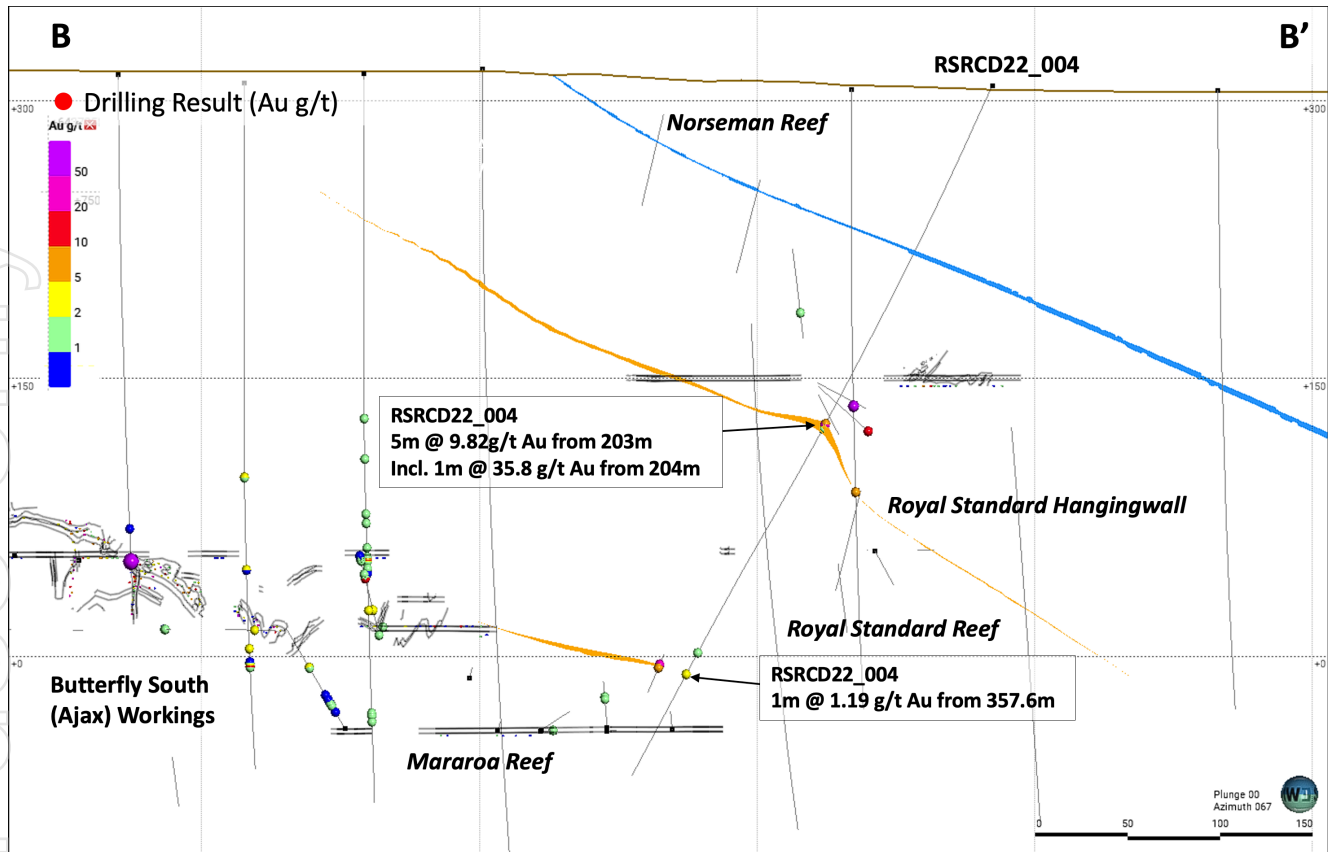 B
B’
RSRCD22_004
Drilling Result (Au g/t)
+300
+300
Au g/t
Norseman Reef
50
+750
20
10
5
2
1
+150
+150
RSRCD22_004
5m @ 9.82g/t Au from 203m
Incl. 1m @ 35.8 g/t Au from 204m
Royal Standard Hangingwall
Royal Standard Reef
+0
+0
RSRCD22_004
1m @ 1.19 g/t Au from 357.6m
Butterfly South
(Ajax) Workings
Mararoa Reef
Plunge 00
Azimuth 067
W
0
50
100
150